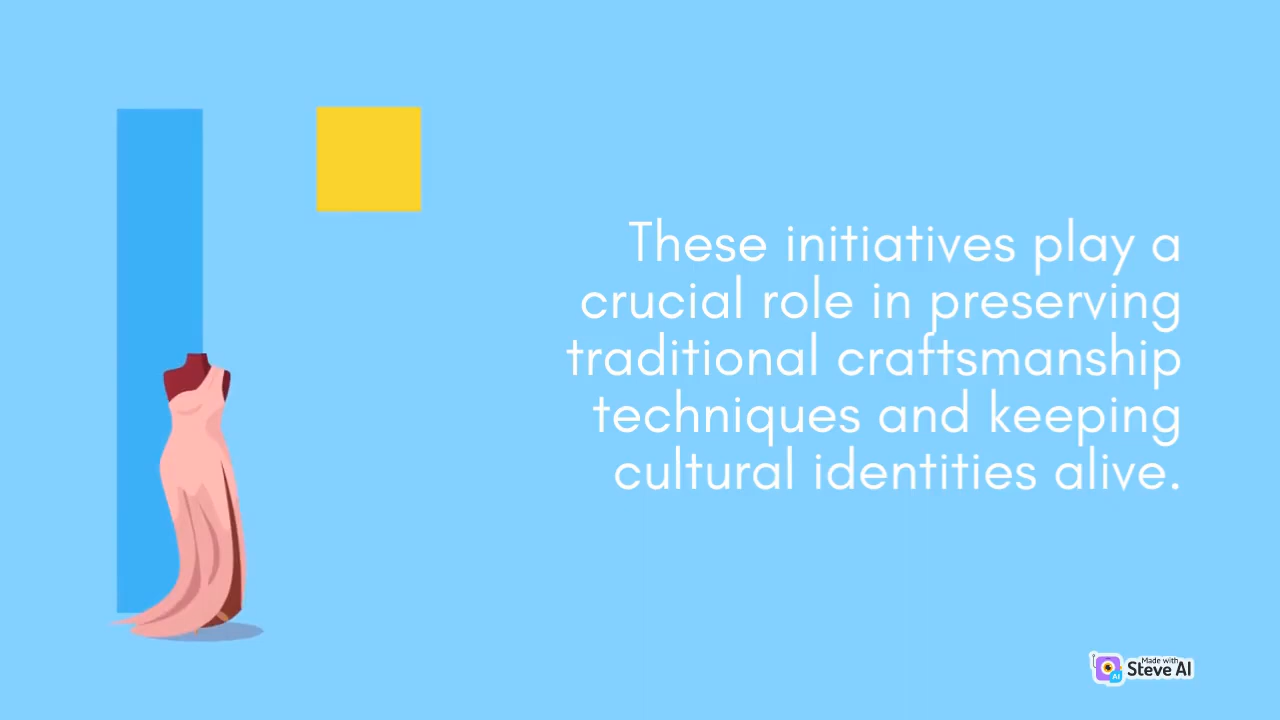 These initiatives play a
crucial role in preserving
traditional craftsmanship
techniques and keeping
cultural identities alive.
Made with
Steve AI
AI